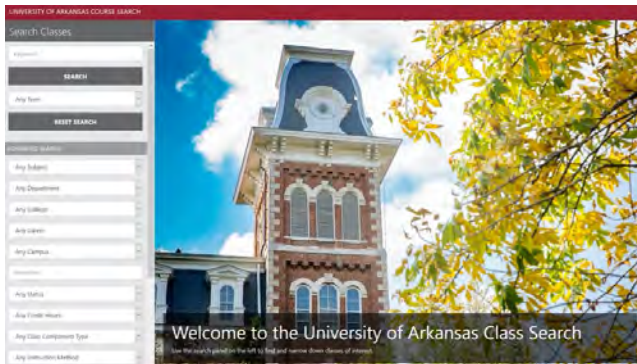 UNIVERSITY OF ARKANSAS COURSE SEARCH
Search Classes
Keyword
SEARCH
Any Term
RESET SEARCH
ADVANCED SEARCH
Any Subject
Any Department
Any College
Any Career
Any Campus
Any Status
Any Credit Hours
Any Class Component Type
Any Instruction Method
Welcome to the University of Arkansas Class Search
Use the search panel on the left to find and narrow down classes of interest.